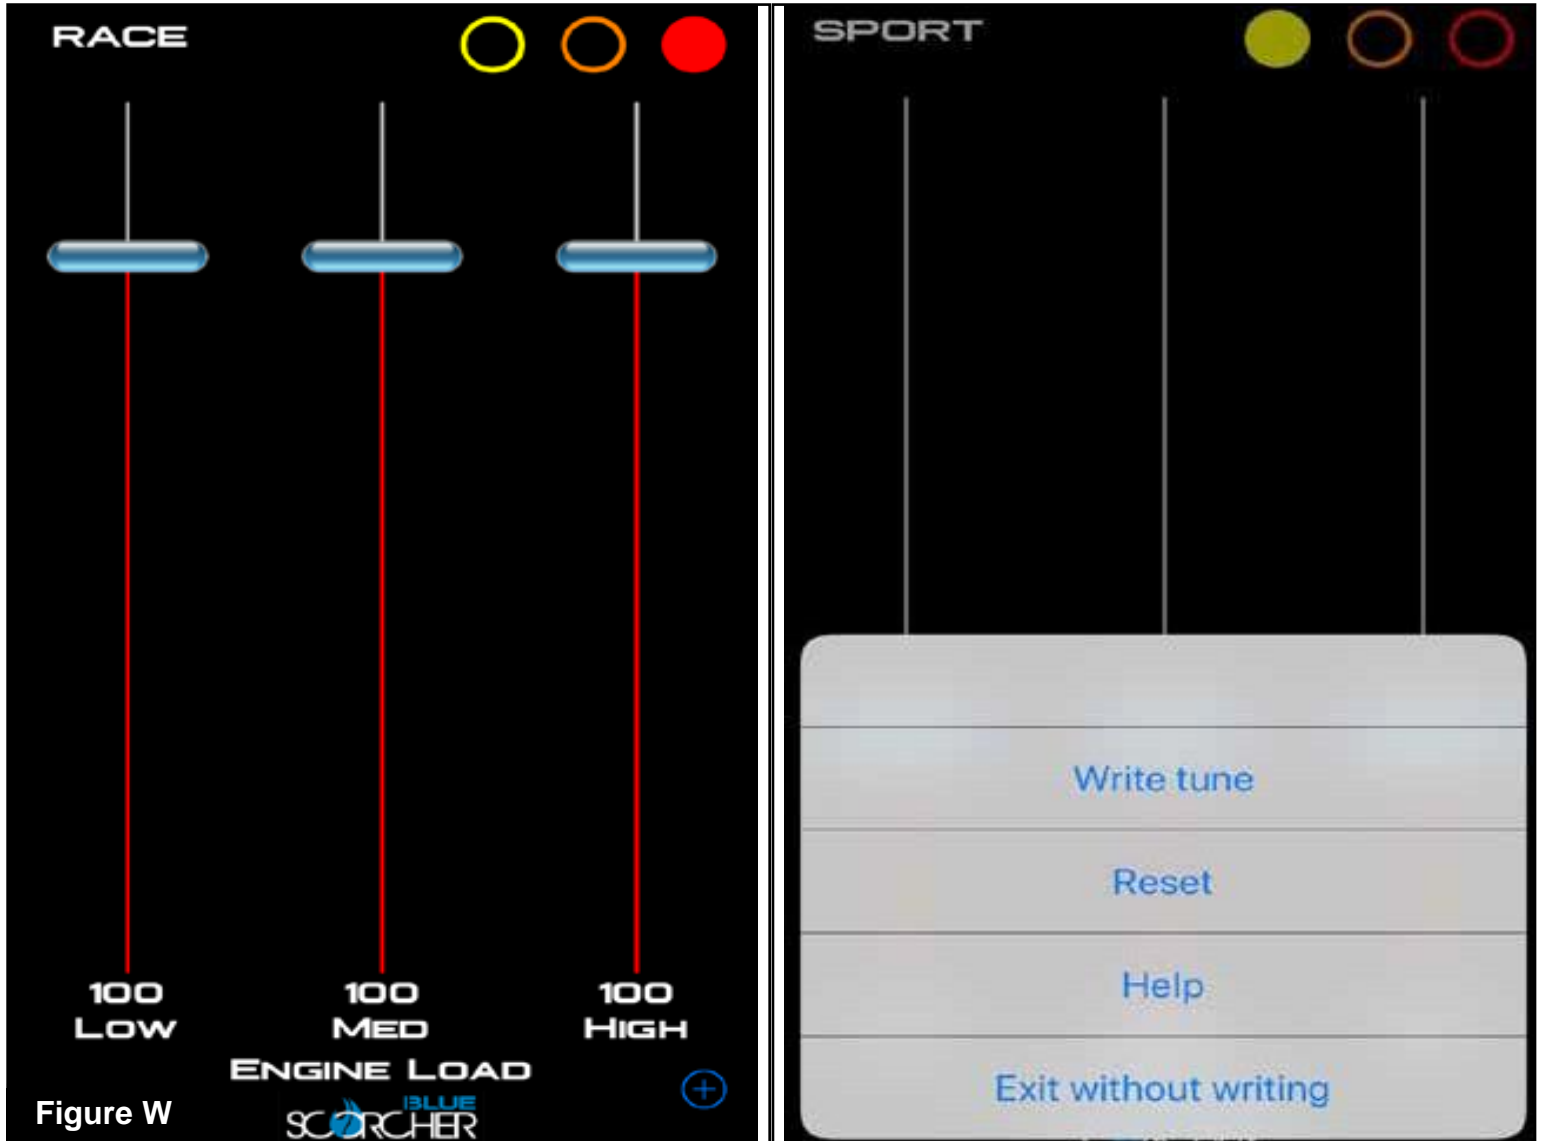 RACE
100 100 100
LOW MED HIGH
ENGINE LOAD
Figure W
BLUE
SCORCHER
SPORT
Write tune
Reset
Help
Exit without writing